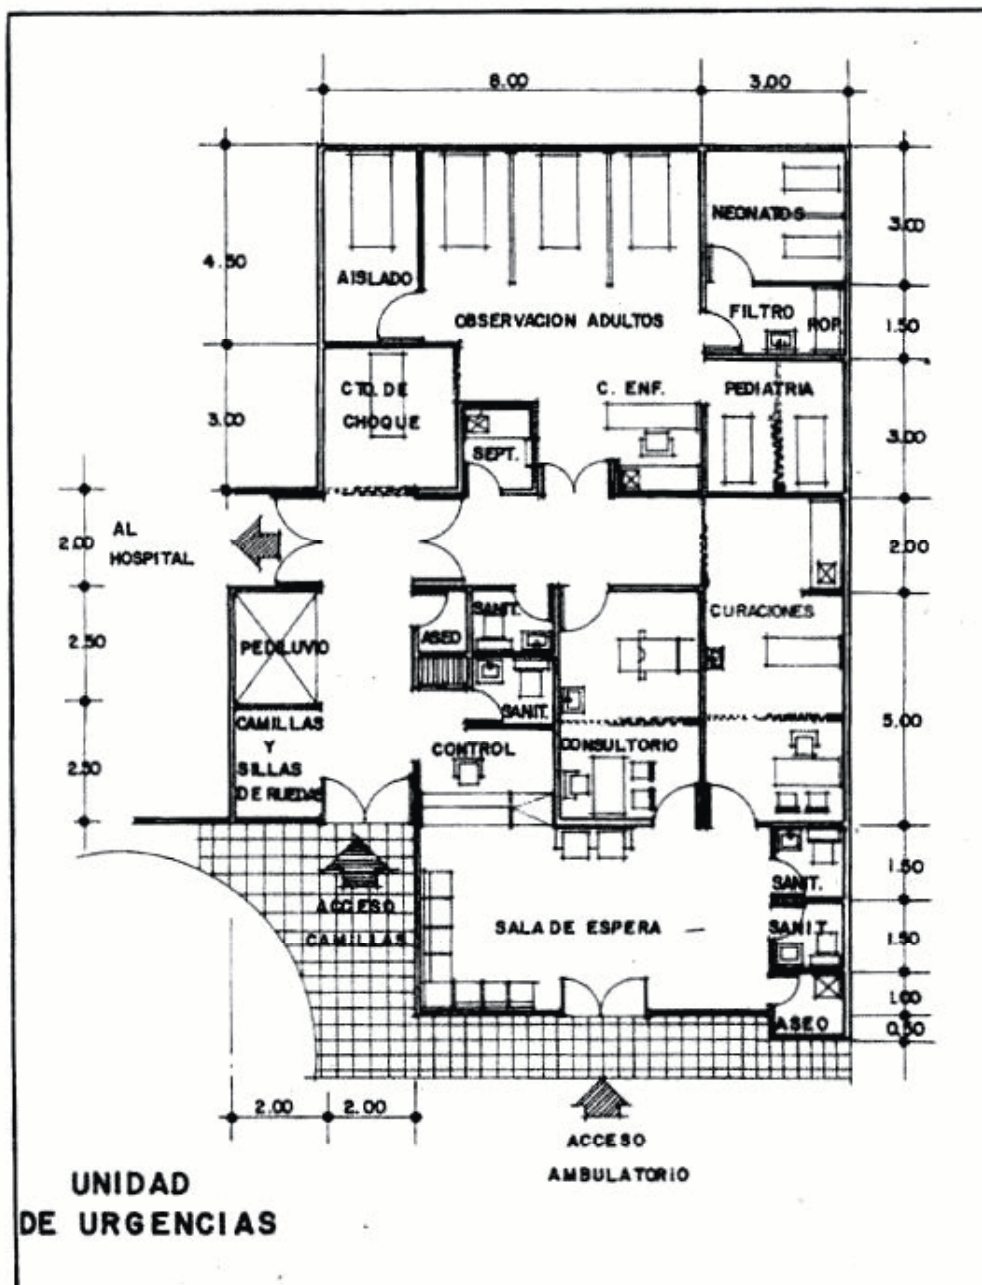 8.00
3.00
NEONATOS
3.00
4.50
AISLADO
FILTRO
ROP.
OBSERVACION ADULTOS
1.50
CTO. DE
CHOQUE
C. ENF.
PEDIATRIA
3.00
3.00
SEPT.
2.00
AL
HOSPITAL
2.00
SANIT.
ASEO
CURACIONES
2.50
PEDILUVIO
SANIT.
5.00
CAMILLAS
Y
SILLAS
DE RUEDAS
2.50
CONTROL
CONSULTORIO
1.50
SANIT.
ACCESO
CAMILLAS
SALA DE ESPERA
SANIT.
1.50
1.00
ASEO
0.50
2.00
2.00
ACCESO
AMBULATORIO
UNIDAD
DE URGENCIAS